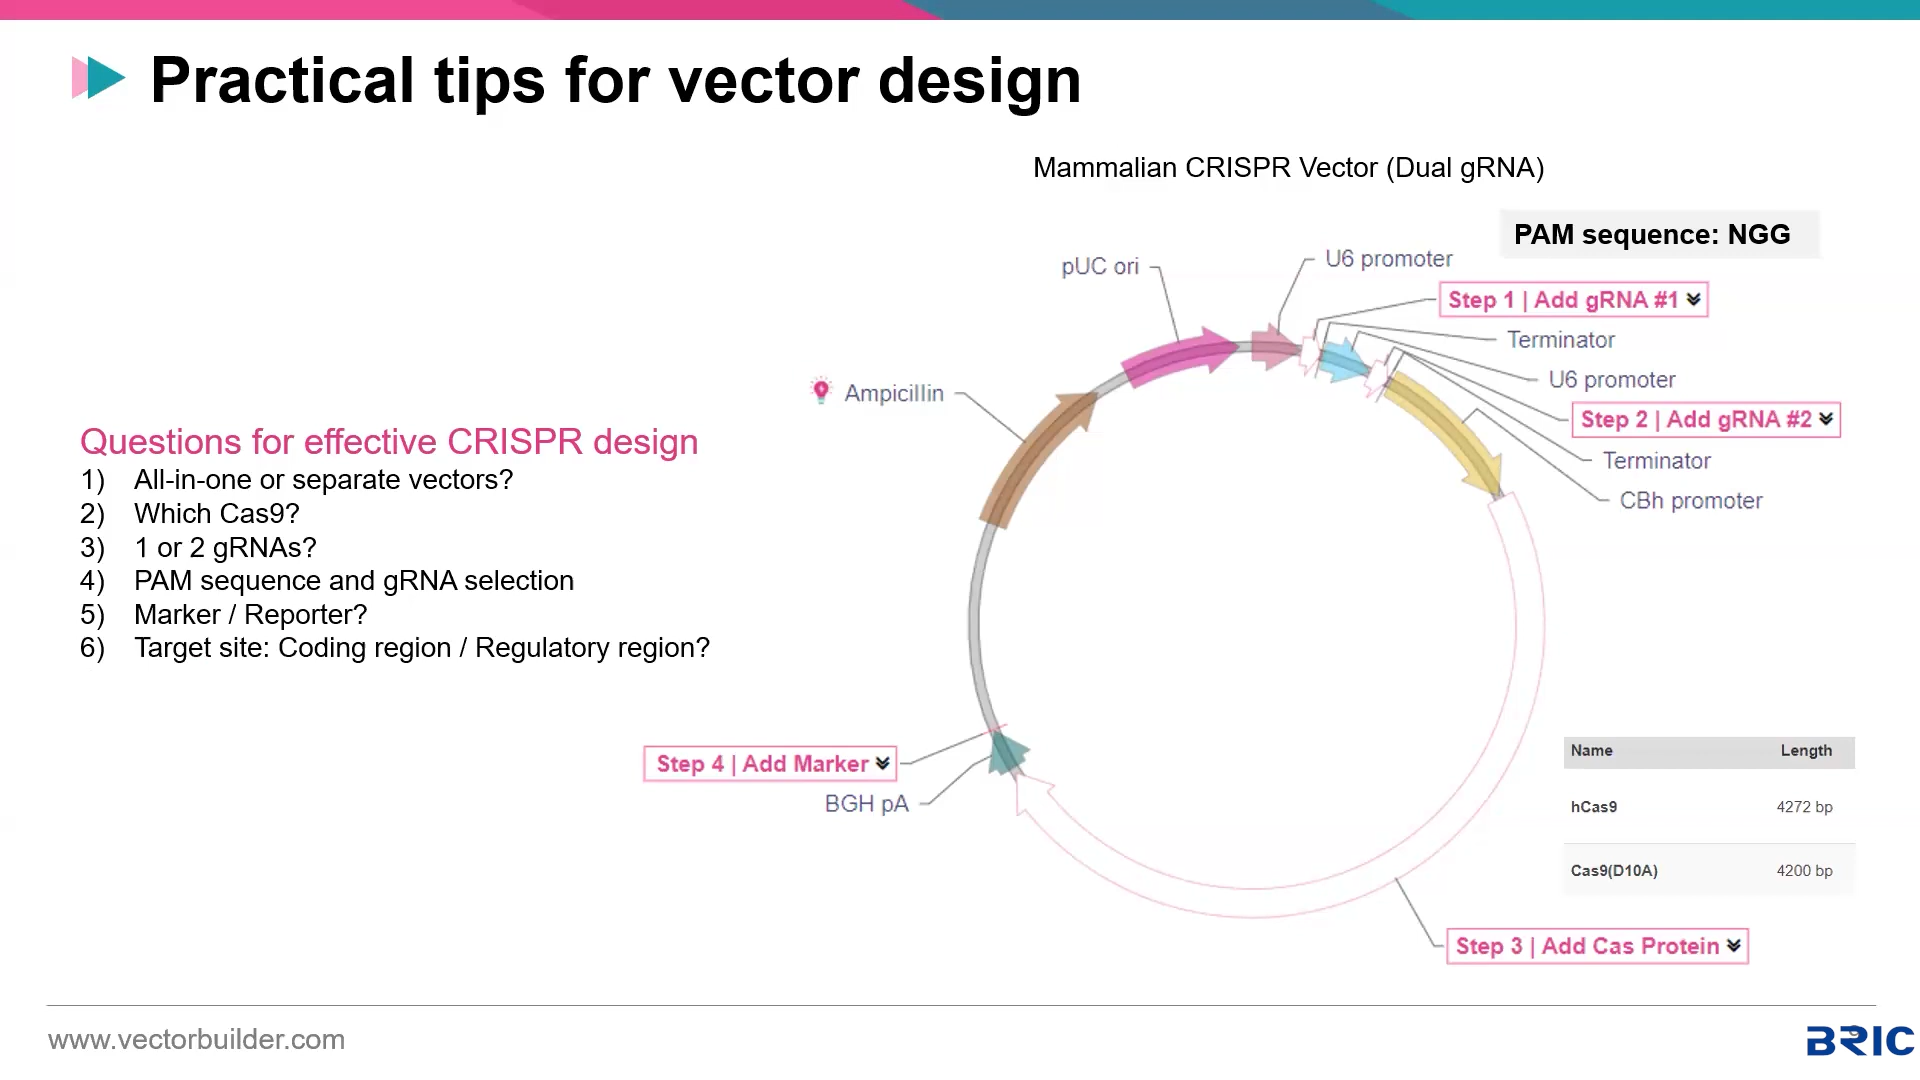 Practical tips for vector design
Mammalian CRISPR Vector (Dual gRNA)
PAM sequence: NGG
U6 promoter
pUC ori
Step 1 | Add gRNA #1
Terminator
U6 promoter
Ampicillin
Step 2 | Add gRNA #2
Terminator
CBh promoter
Questions for effective CRISPR design
1) All-in-one or separate vectors?
2) Which Cas9?
3) 1 or 2 gRNAs?
4) PAM sequence and gRNA selection
5) Marker / Reporter?
6) Target site: Coding region / Regulatory region?
Step 4 | Add Marker
BGH pA
Name Length
hCas9 4272 bp
Cas9(D10A) 4200 bp
Step 3 | Add Cas Protein
www.vectorbuilder.com
BRIC